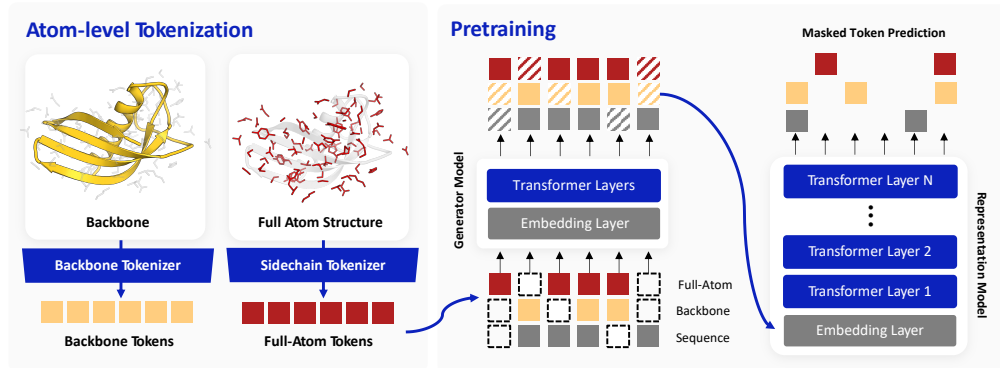 Atom-level Tokenization
Backbone
Full Atom Structure
Backbone Tokenizer
Sidechain Tokenizer
Backbone Tokens
Full-Atom Tokens
Pretraining
Generator Model
Transformer Layers
Embedding Layer
Full-Atom
Backbone
Sequence
Masked Token Prediction
Transformer Layer N
Transformer Layer 2
Transformer Layer 1
Embedding Layer
Representation Model